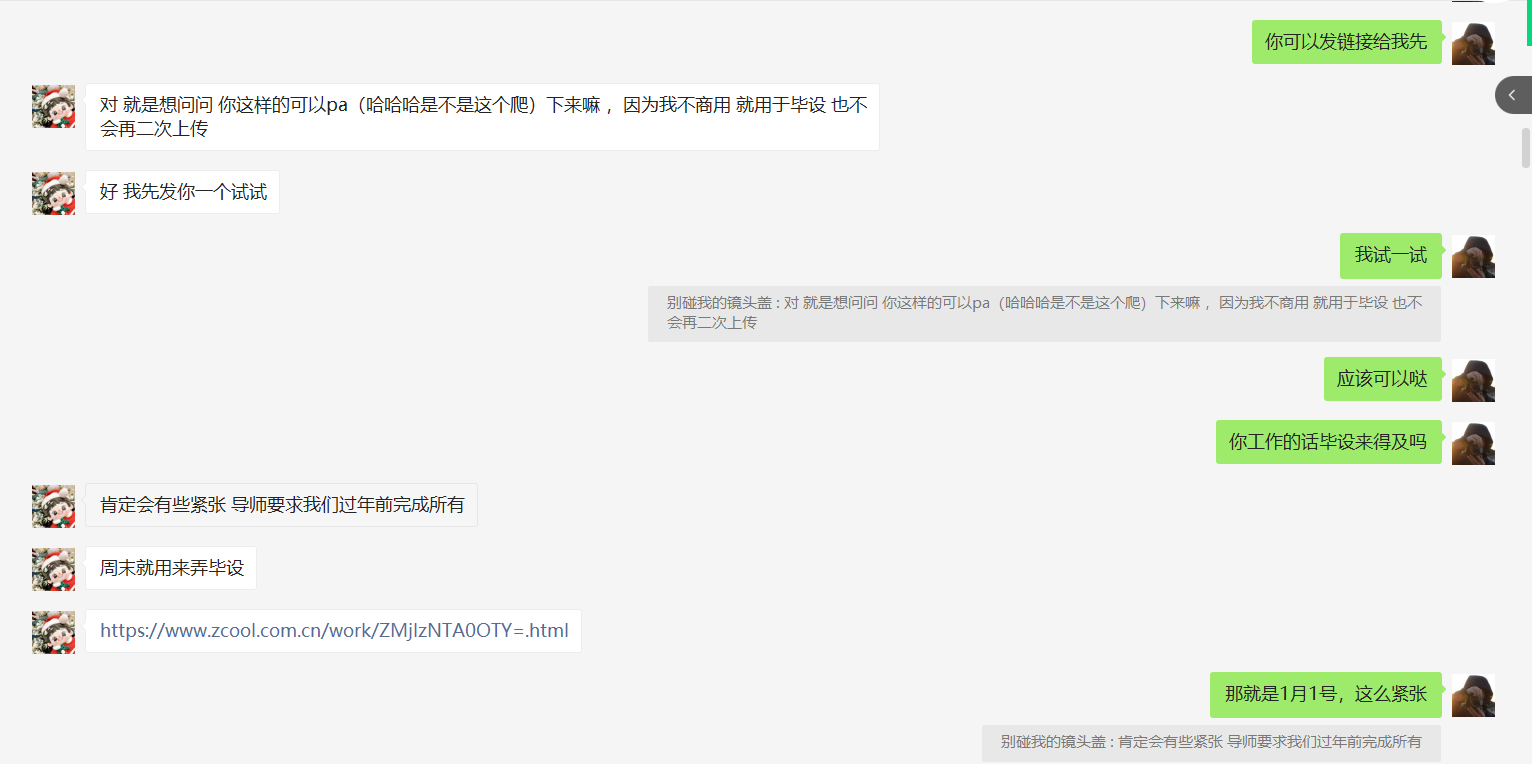 你可以发链接给我先
对 就是想问问 你这样的可以pa（哈哈哈是不是这个爬）下来嘛 ，因为我不商用 就用于毕设 也不
会再二次上传
好 我先发你一个试试
我试一试
别碰我的镜头盖 : 对 就是想问问 你这样的可以pa（哈哈哈是不是这个爬）下来嘛 ，因为我不商用 就用于毕设 也不
会再二次上传
应该可以哒
你工作的话毕设来得及吗
肯定会有些紧张 导师要求我们过年前完成所有
周末就用来弄毕设
https://www.zcool.com.cn/work/ZMjIzNTA0OTY=.html
那就是1月1号，这么紧张
别碰我的镜头盖 : 肯定会有些紧张 导师要求我们过年前完成所有